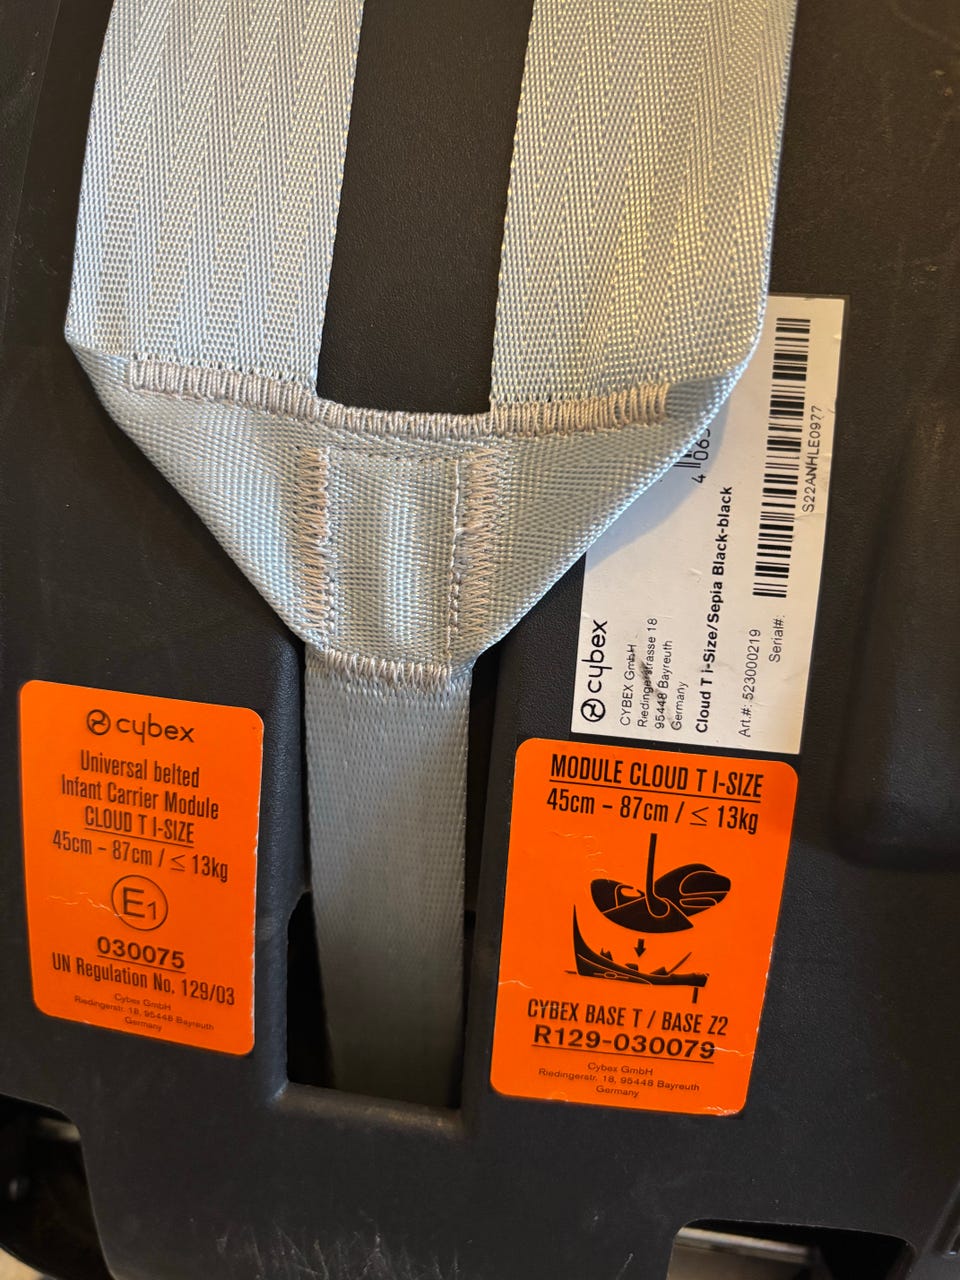 cybex
Universal belted
Infant Carrier Module
CLOUD T I-SIZE
45cm – 87cm / ≤ 13kg
E1
030075
UN Regulation No. 129/03
Cybex GmbH
Riedingerstr. 18, 95448 Bayreuth
Germany
cybex
CYBEX GmbH
Riedingerstrasse 18
95448 Bayreuth
Germany
Cloud T i-Size/Sepia Black-black
Art.#: 523000219
Serial#:
S22ANHLE0977
MODULE CLOUD T I-SIZE
45cm – 87cm / ≤ 13kg
CYBEX BASE T / BASE Z2
R129-030079
Cybex GmbH
Riedingerstr. 18, 95448 Bayreuth
Germany